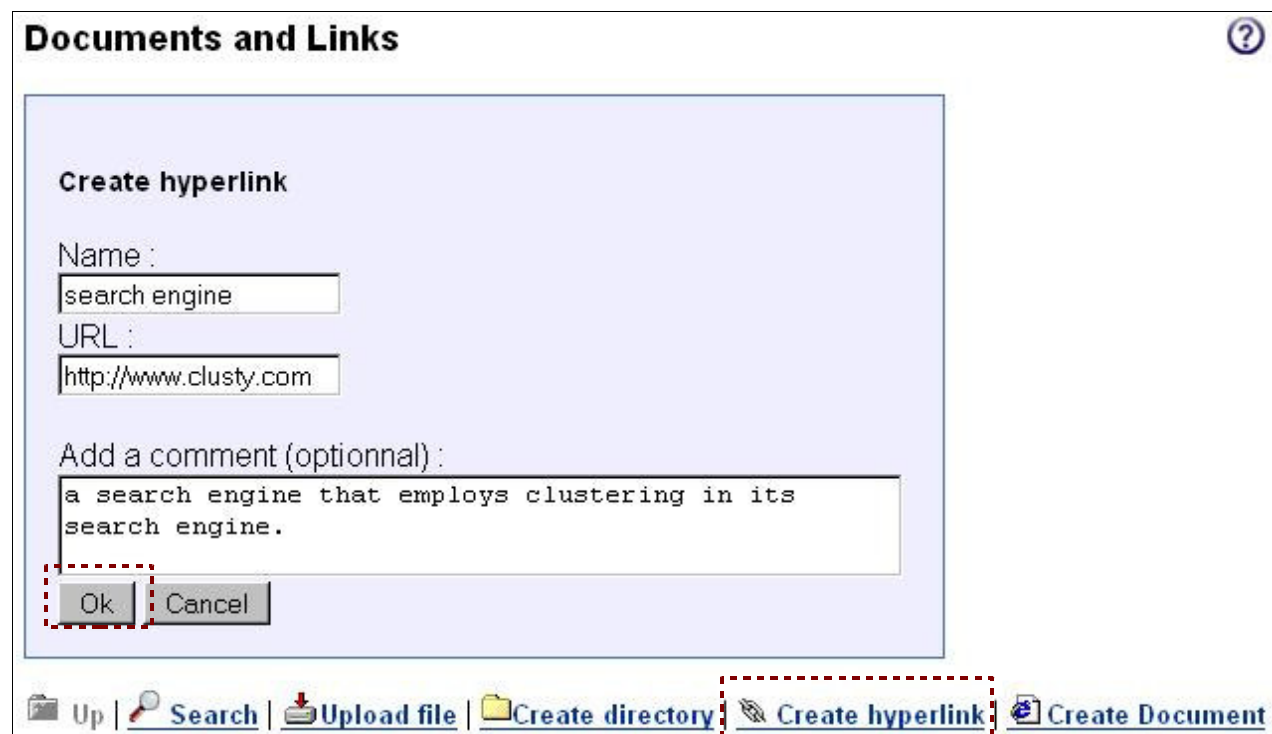 Documents and Links ?
Create hyperlink
Name :
search engine
URL :
http://www.clusty.com
Add a comment (optionnal) :
a search engine that employs clustering in its
search engine.
Ok Cancel
Up | Search | Upload file | Create directory | Create hyperlink | Create Document